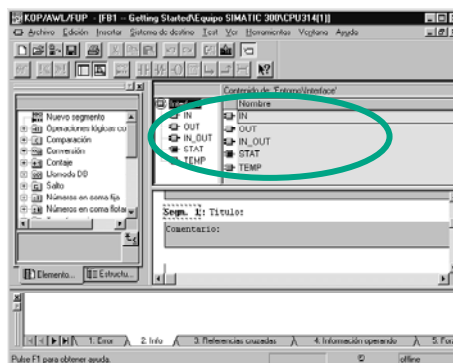 KOP/AWL/FUP - [FB1 -- Getting Started\Equipo SIMATIC 300\CPU314(1)]
Archivo Edición Insertar Sistema de destino Test Ver Herramientas Ventana Ayuda
Contenido de: 'Entorno\Interface'
Interface
Nombre
IN
OUT
IN_OUT
STAT
TEMP
IN
OUT
IN_OUT
STAT
TEMP
Nuevo segmento
Operaciones lógicas co
Comparación
Conversión
Contaje
Llamada DB
Salto
Números en coma fija
Números en coma flotan
Segm. 1: Título:
Comentario:
Elemento...
Estructu...
1: Error
2: Info
3: Referencias cruzadas
4: Información operando
5: For
Pulse F1 para obtener ayuda.
offline